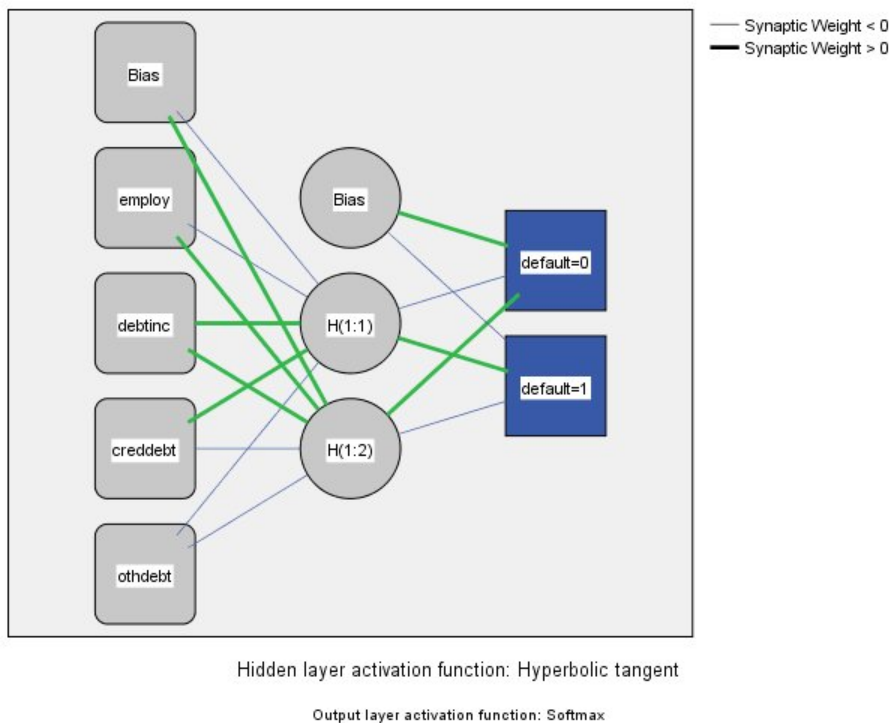 Synaptic Weight < 0
Synaptic Weight > 0
Bias
employ
debtinc
creddebt
othdebt
Bias
H(1:1)
H(1:2)
default=0
default=1
Hidden layer activation function: Hyperbolic tangent
Output layer activation function: Softmax